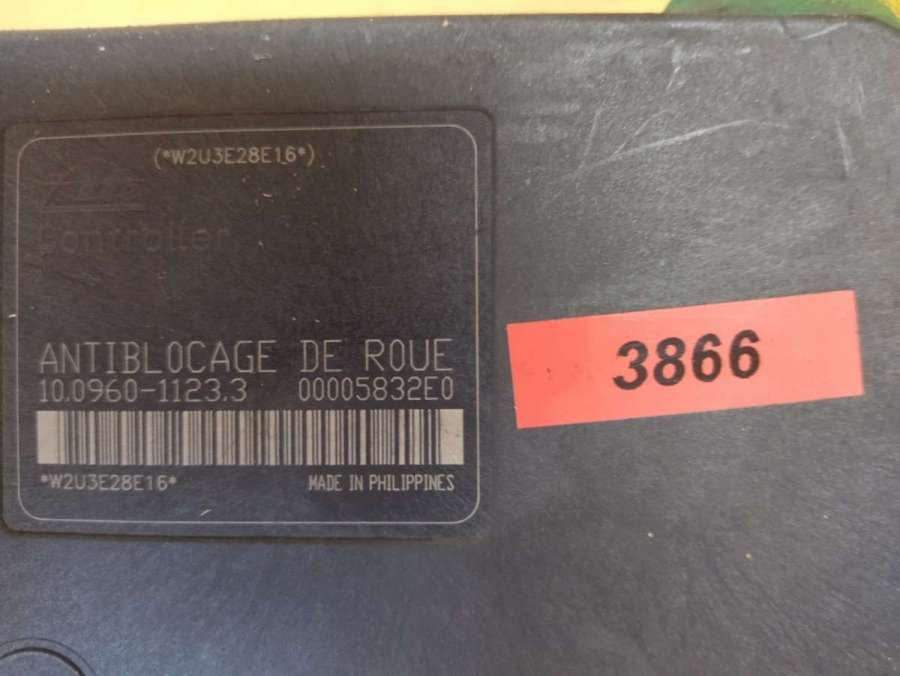 (*W2U3E28E16*)
Controller
ANTIBLOCAGE DE ROUE
10.0960-1123.3 00005832E0
*W2U3E28E16* MADE IN PHILIPPINES
3866